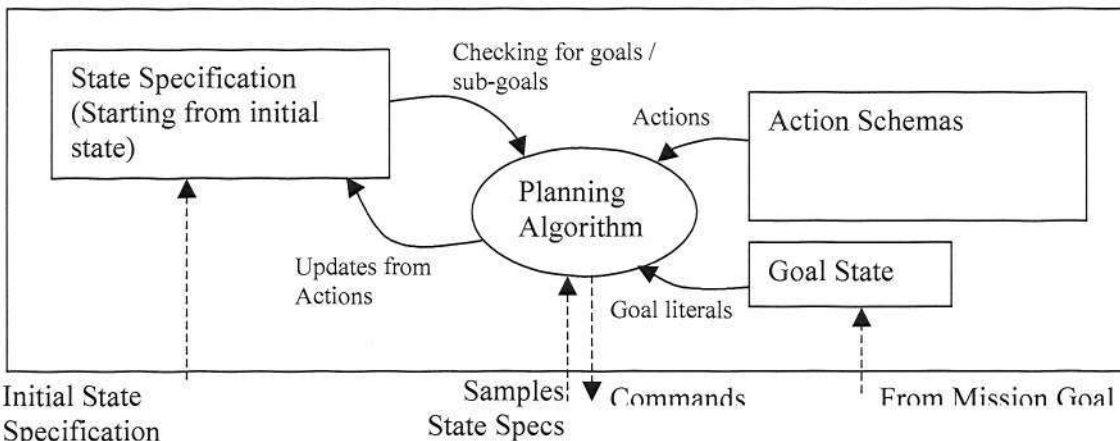 Checking for goals /
sub-goals
State Specification
(Starting from initial
state)
Actions
Action Schemas
Planning
Algorithm
Updates from
Actions
Goal State
Goal literals
Initial State
Specification
Samples
State Specs
Commands
From Mission Goal